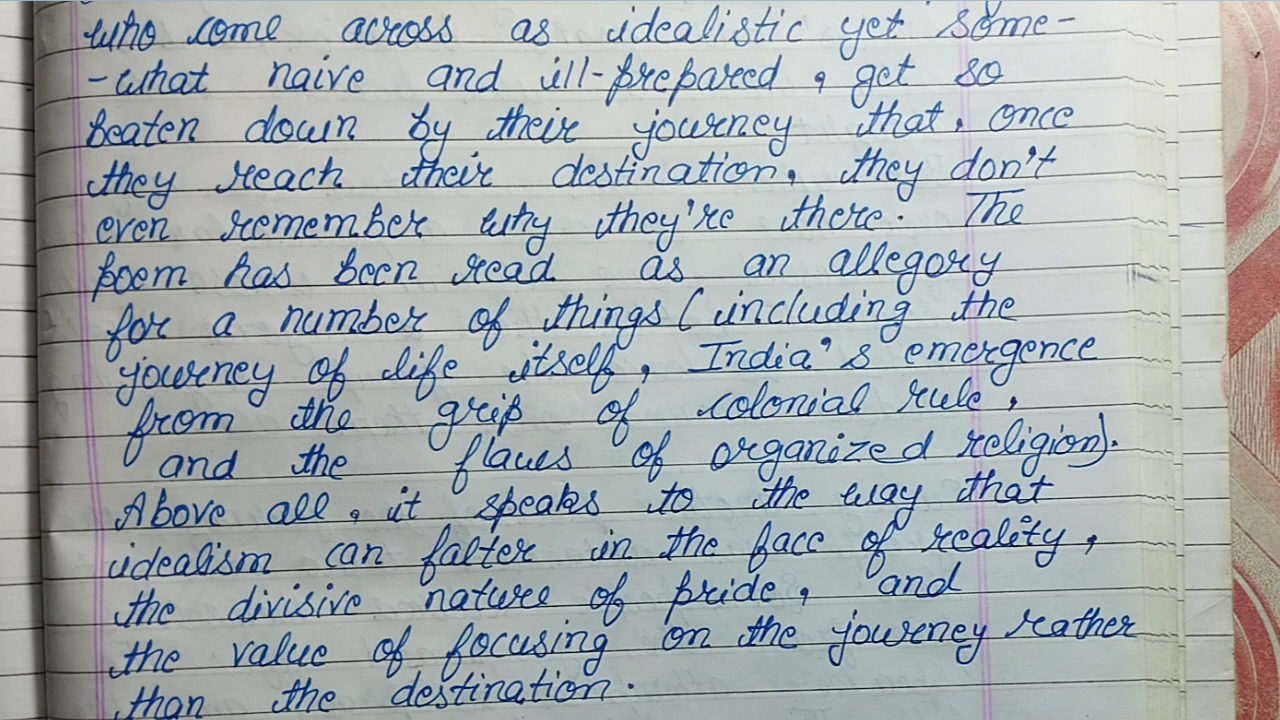 who come across as idealistic yet some-
-what naive and ill-prepared, get so
beaten down by their journey that, once
they reach their destination, they don't
even remember why they're there. The
poem has been read as an allegory
for a number of things (including the
journey of life itself, India's emergence
from the grip of colonial rule,
and the flaws of organized religion).
Above all, it speaks to the way that
idealism can falter in the face of reality,
the divisive nature of pride, and
the value of focusing on the journey rather
than the destination.